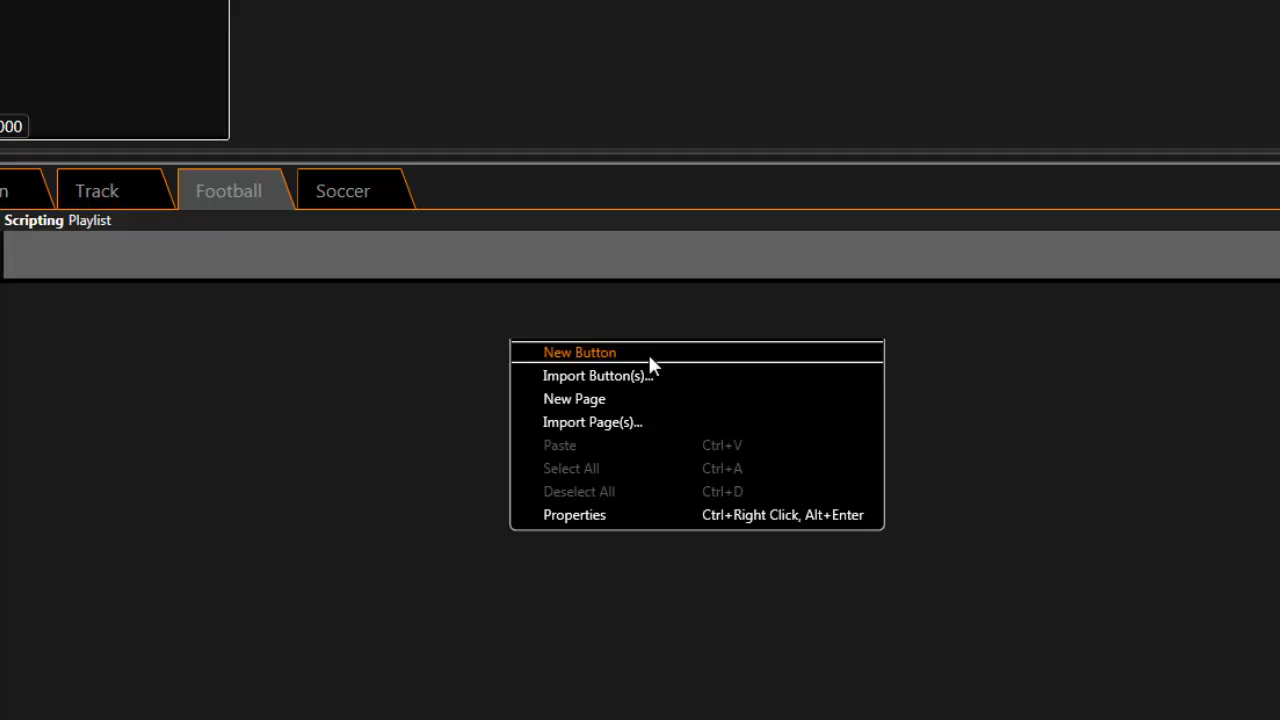 000
n
Track
Football
Soccer
Scripting Playlist
New Button
Import Button(s)...
New Page
Import Page(s)...
Paste Ctrl+V
Select All Ctrl+A
Deselect All Ctrl+D
Properties Ctrl+Right Click, Alt+Enter